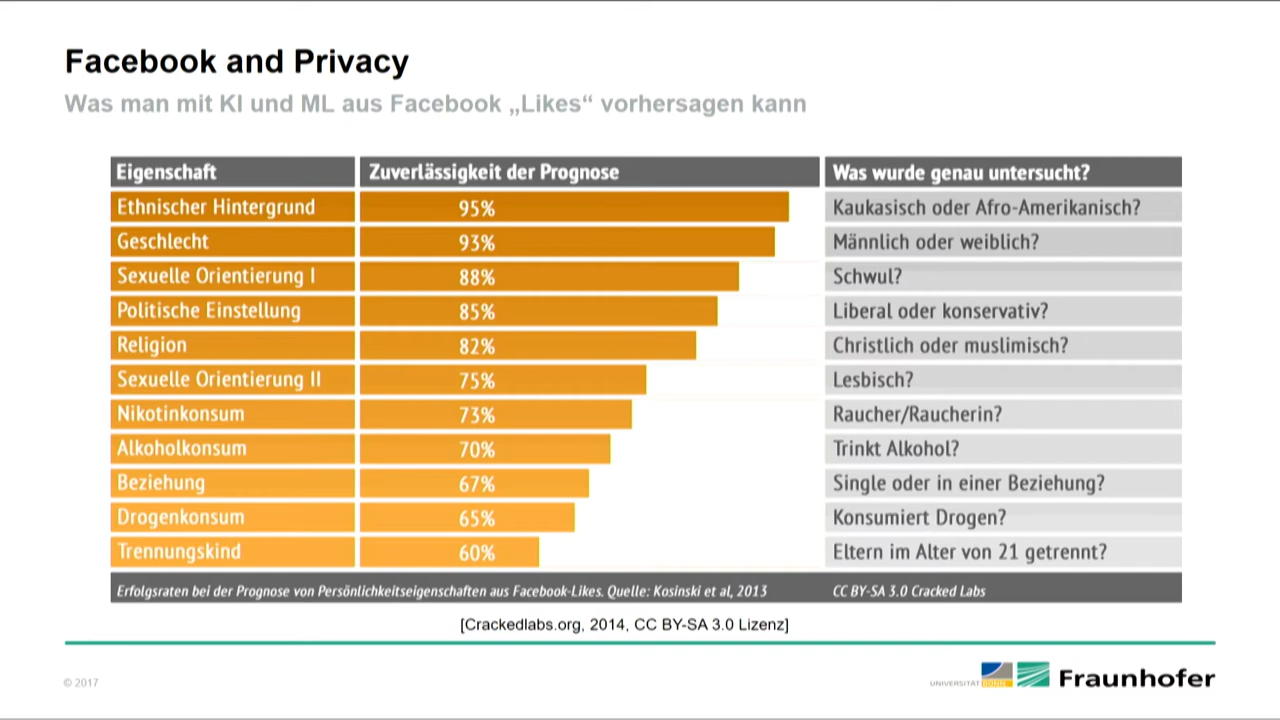 Facebook and Privacy
Was man mit KI und ML aus Facebook „Likes“ vorhersagen kann
Eigenschaft Zuverlässigkeit der Prognose Was wurde genau untersucht?
Ethnischer Hintergrund 95% Kaukasisch oder Afro-Amerikanisch?
Geschlecht 93% Männlich oder weiblich?
Sexuelle Orientierung I 88% Schwul?
Politische Einstellung 85% Liberal oder konservativ?
Religion 82% Christlich oder muslimisch?
Sexuelle Orientierung II 75% Lesbisch?
Nikotinkonsum 73% Raucher/Raucherin?
Alkoholkonsum 70% Trinkt Alkohol?
Beziehung 67% Single oder in einer Beziehung?
Drogenkonsum 65% Konsumiert Drogen?
Trennungskind 60% Eltern im Alter von 21 getrennt?
Erfolgsraten bei der Prognose von Persönlichkeitseigenschaften aus Facebook-Likes. Quelle: Kosinski et al, 2013 CC BY-SA 3.0 Cracked Labs
[Crackedlabs.org, 2014, CC BY-SA 3.0 Lizenz]
© 2017 UNIVERSITÄT BONN Fraunhofer